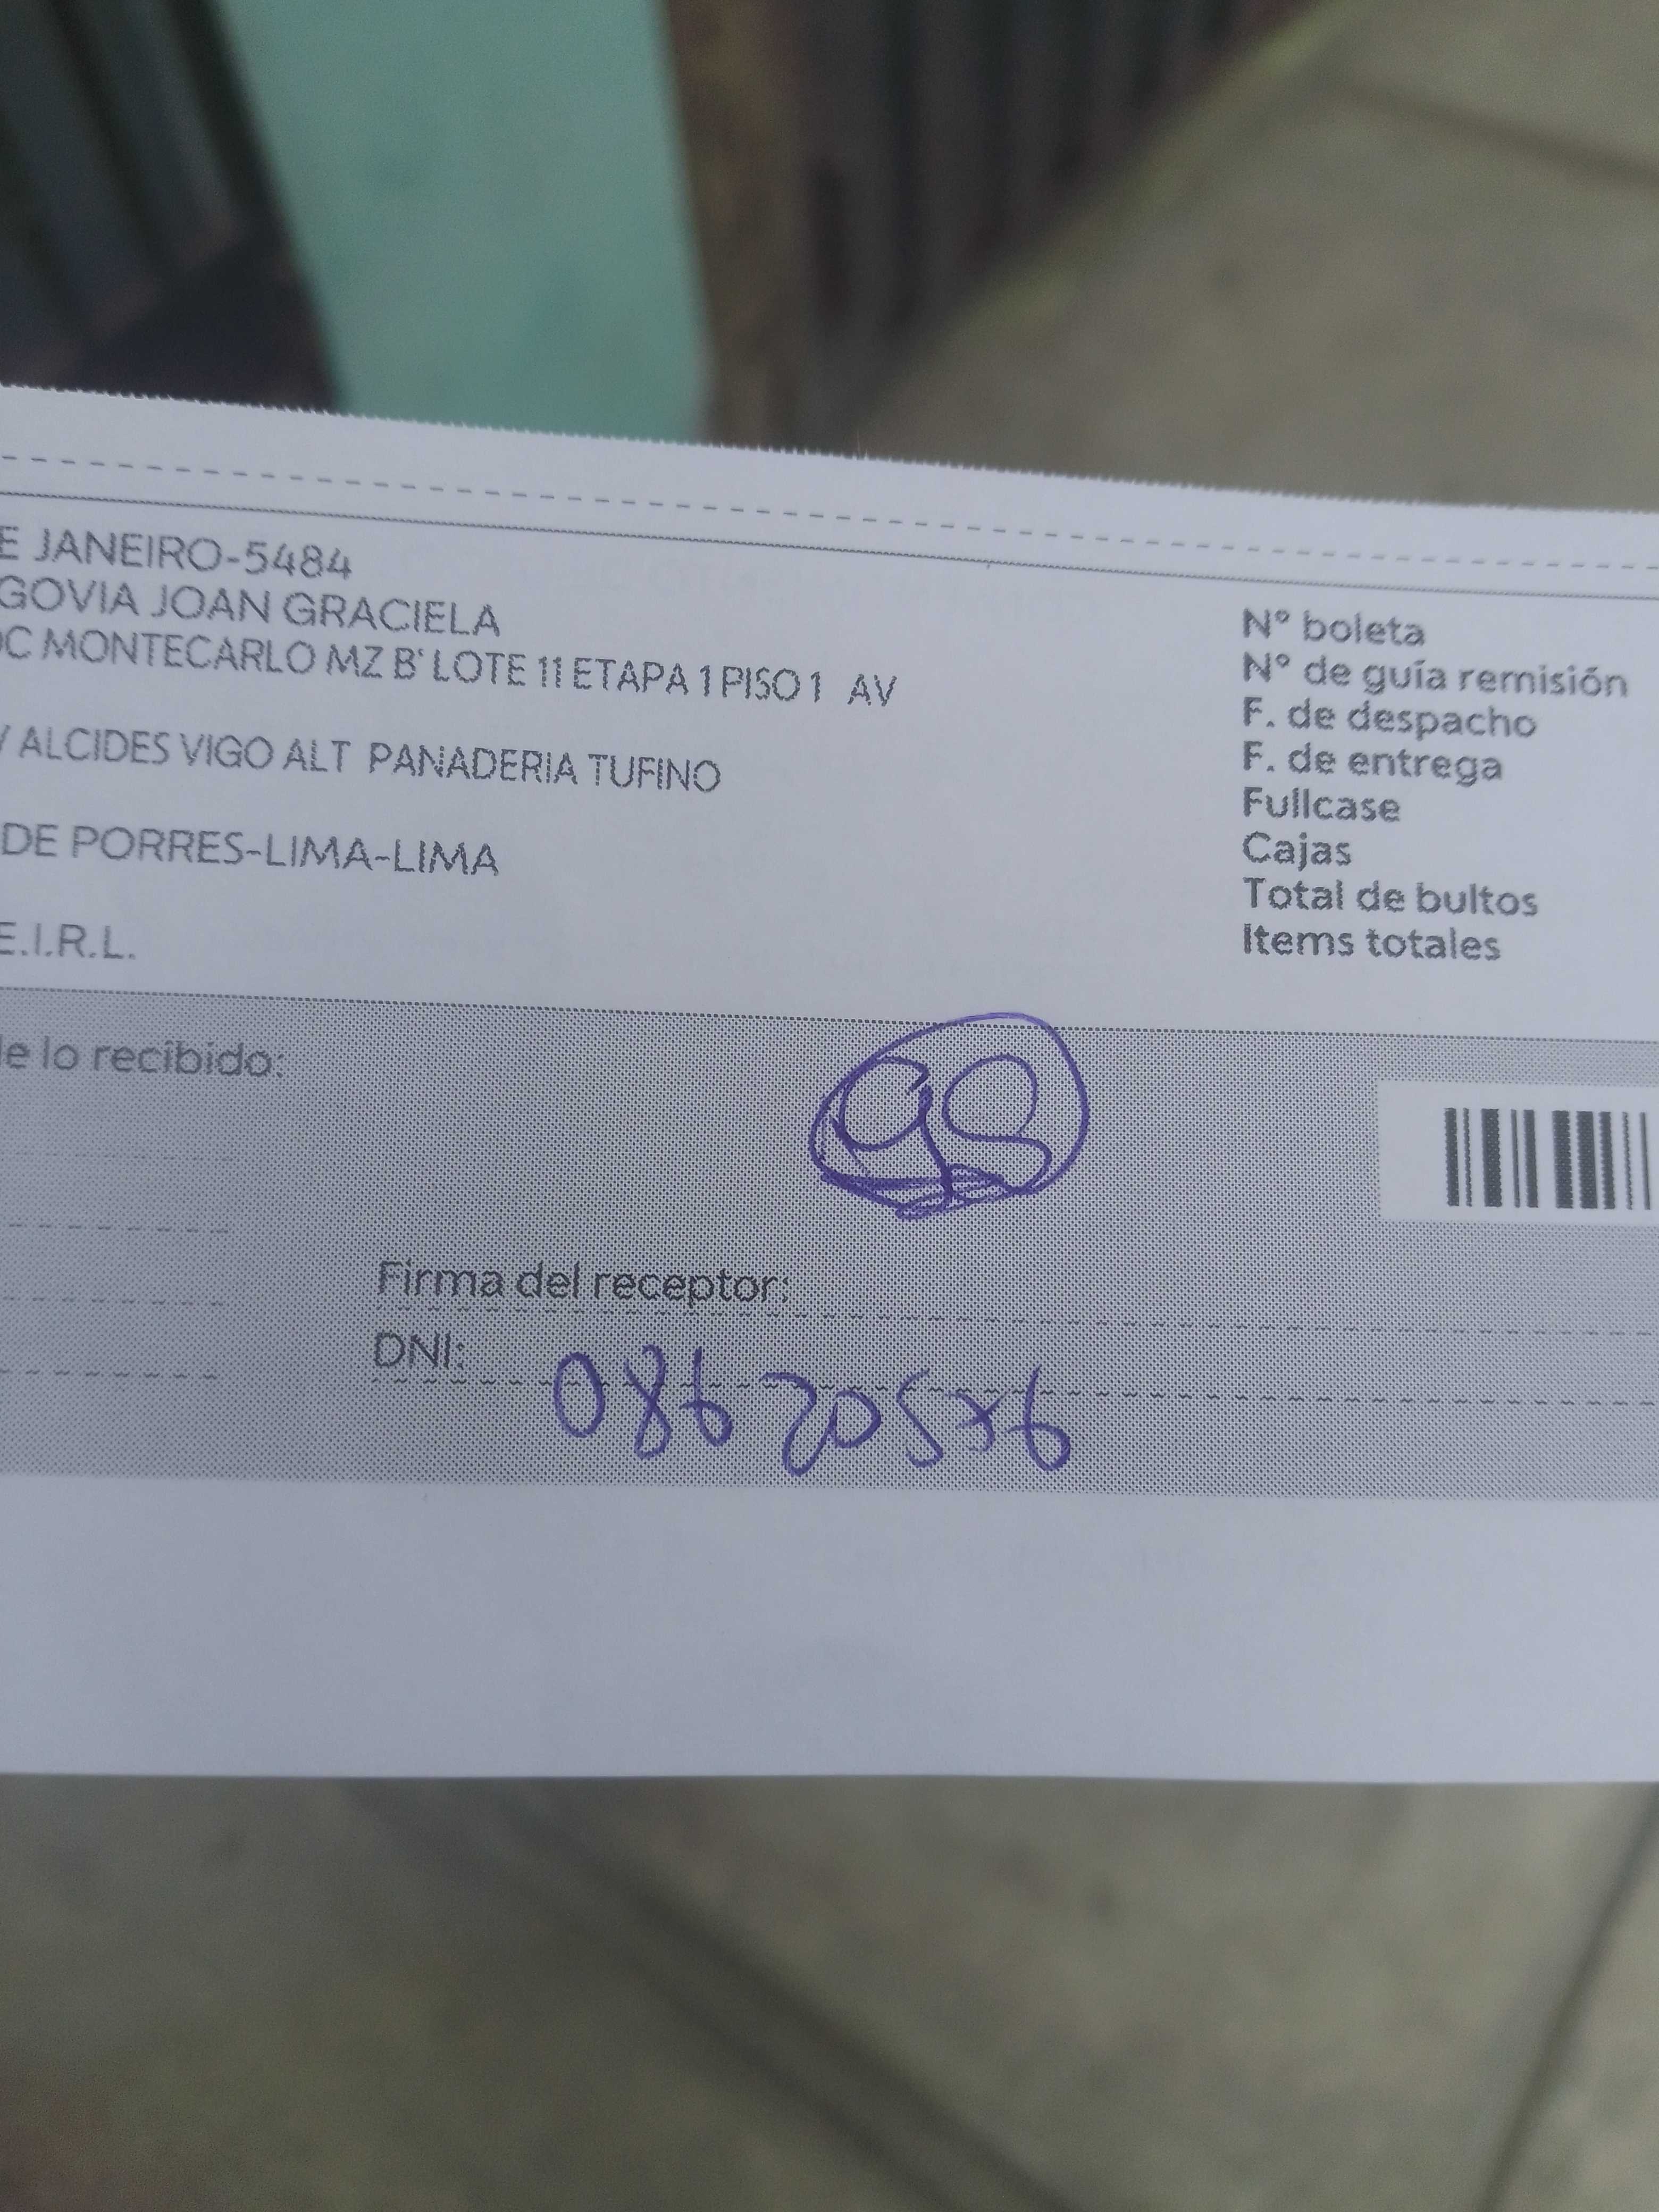 E JANEIRO-5484
GOVIA JOAN GRACIELA
OC MONTECARLO MZ B' LOTE 11 ETAPA 1 PISO 1 AV
/ ALCIDES VIGO ALT PANADERIA TUFINO
DE PORRES-LIMA-LIMA
E.I.R.L.
N° boleta
N° de guía remisión
F. de despacho
F. de entrega
Fullcase
Cajas
Total de bultos
Items totales
de lo recibido:
Firma del receptor:
DNI: 08620576